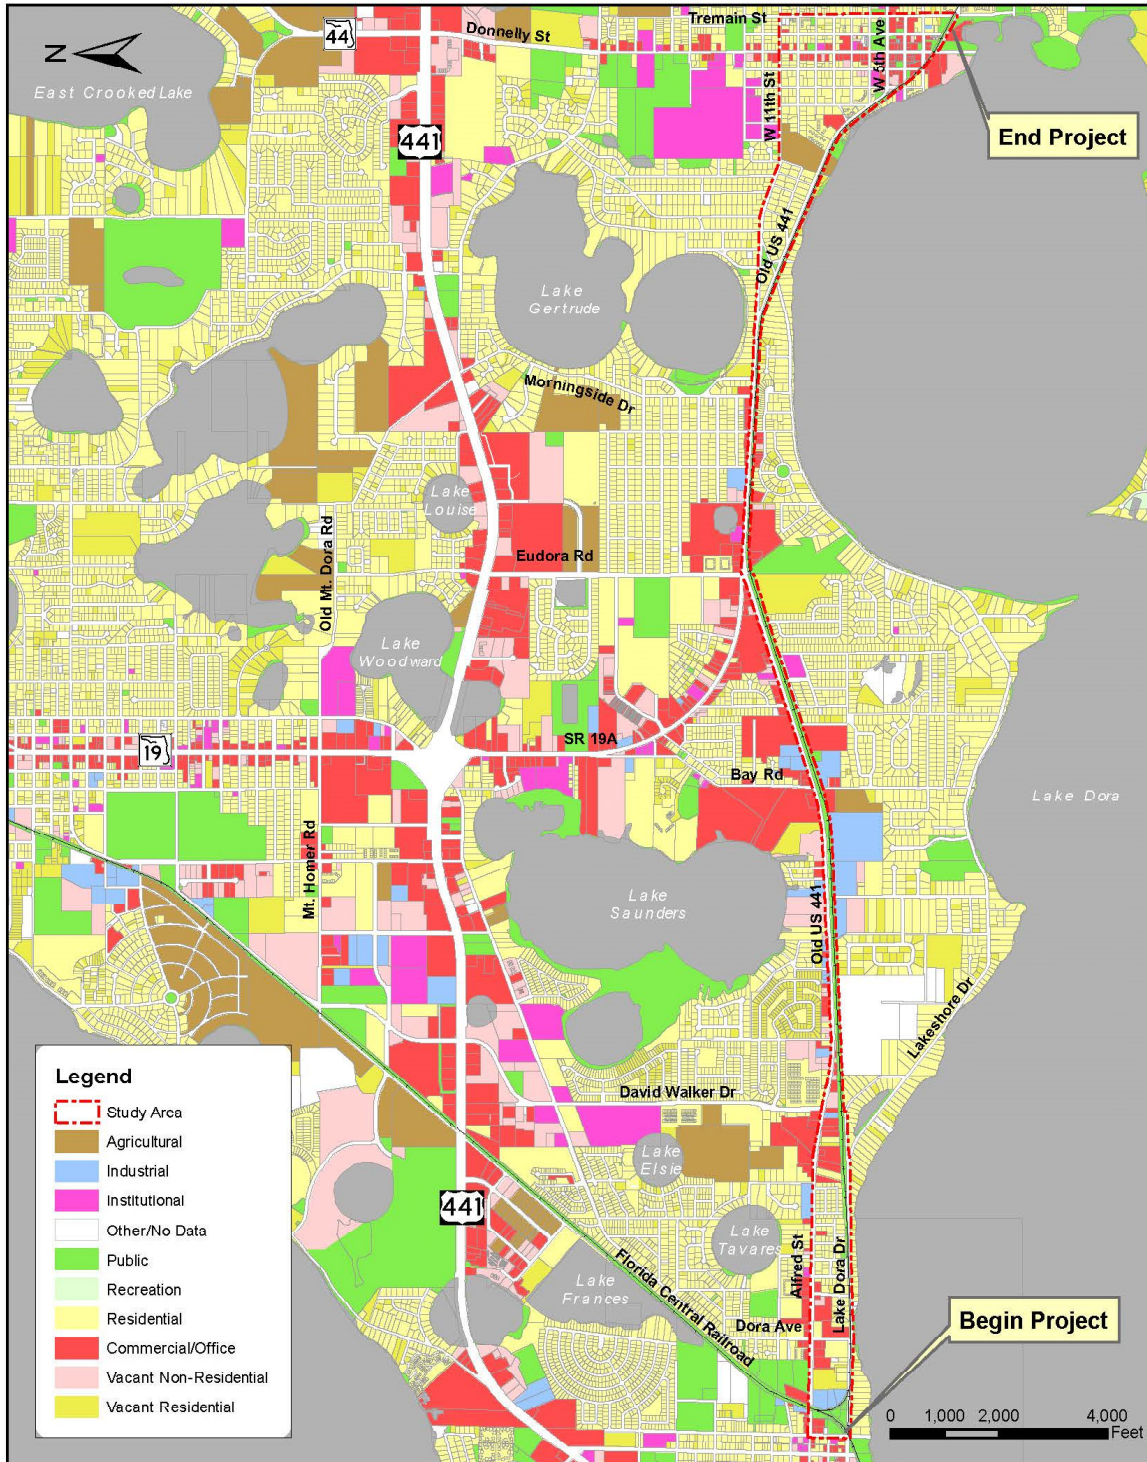 Tremain St
44
Donnelly St
W 5th Ave
N
East Crooked Lake
W 11th St
441
End Project
Old US 441
Lake
Gertrude
Morningside Dr
Lake
Louise
Old Mt. Dora Rd
Eudora Rd
Lake
Woodward
19
SR 19A
Bay Rd
Lake Dora
Mt. Homer Rd
Lake
Saunders
Old US 441
Lakeshore Dr
David Walker Dr
Lake
Elsie
441
Lake
Tavares
Alfred St
Lake Dora Dr
Florida Central Railroad
Lake
Frances
Dora Ave
Begin Project
Legend
Study Area
Agricultural
Industrial
Institutional
Other/No Data
Public
Recreation
Residential
Commercial/Office
Vacant Non-Residential
Vacant Residential
0 1,000 2,000 4,000
Feet